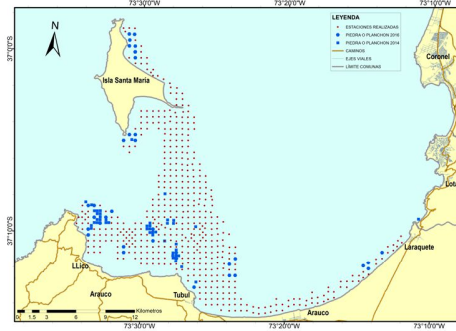 73°30'0"W
73°20'0"W
73°10'0"W
LEYENDA
ESTACIONES REALIZADAS
PIEDRA O PLANCHON 2016
PIEDRA O PLANCHON 2014
CAMINOS
EJES VIALES
LÍMITE COMUNAS
N
37°0'0"S
Coronel
Isla Santa María
Lota
37°10'0"S
Laraquete
LLico
Arauco
Tubul
Arauco
0 1.5 3 6 9 12
Kilometros
73°30'0"W
73°20'0"W
73°10'0"W